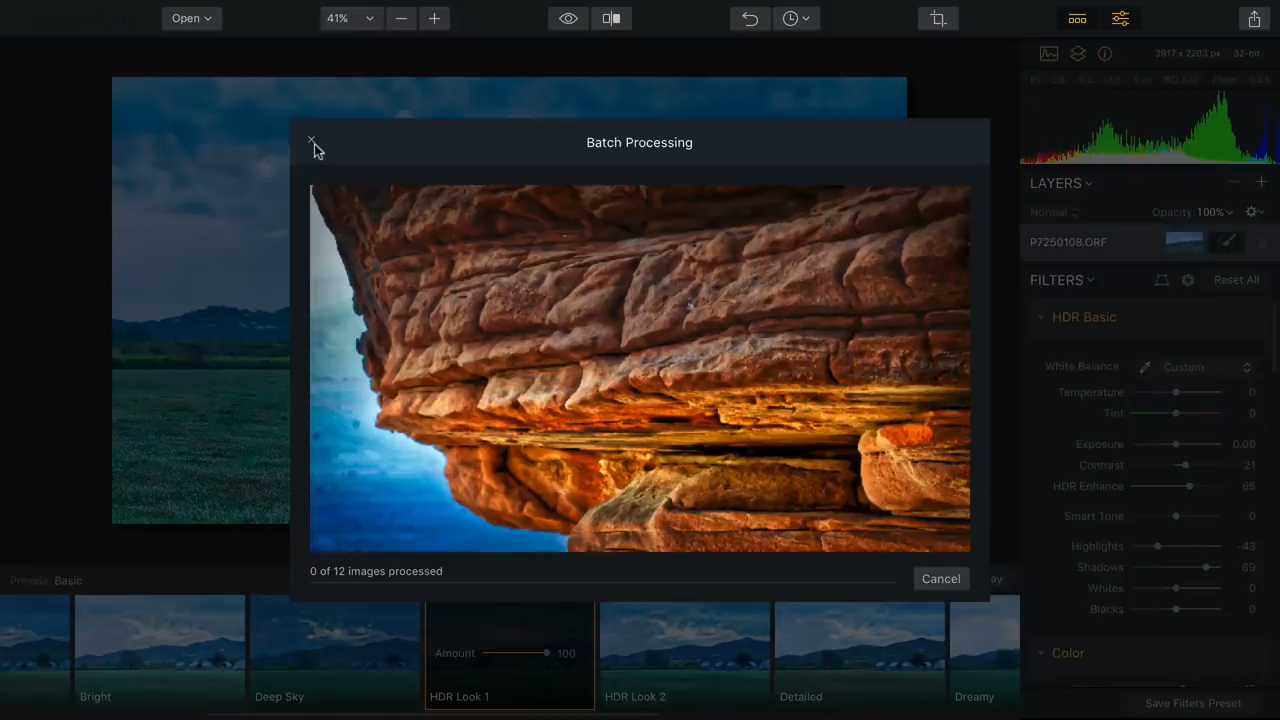 Open
41%
3917 x 2203 px 32-bit
LAYERS
Normal Opacity: 100%
P7250108.ORF
FILTERS Reset All
HDR Basic
White Balance Custom
Temperature 0
Tint 0
Exposure 0.00
Contrast 21
HDR Enhance 65
Smart Tone 0
Highlights -43
Shadows 69
Whites 0
Blacks 0
Color
Save Filters Preset
Batch Processing
0 of 12 images processed
Cancel
Presets: Basic
Amount 100
Bright
Deep Sky
HDR Look 1
HDR Look 2
Detailed
Dreamy